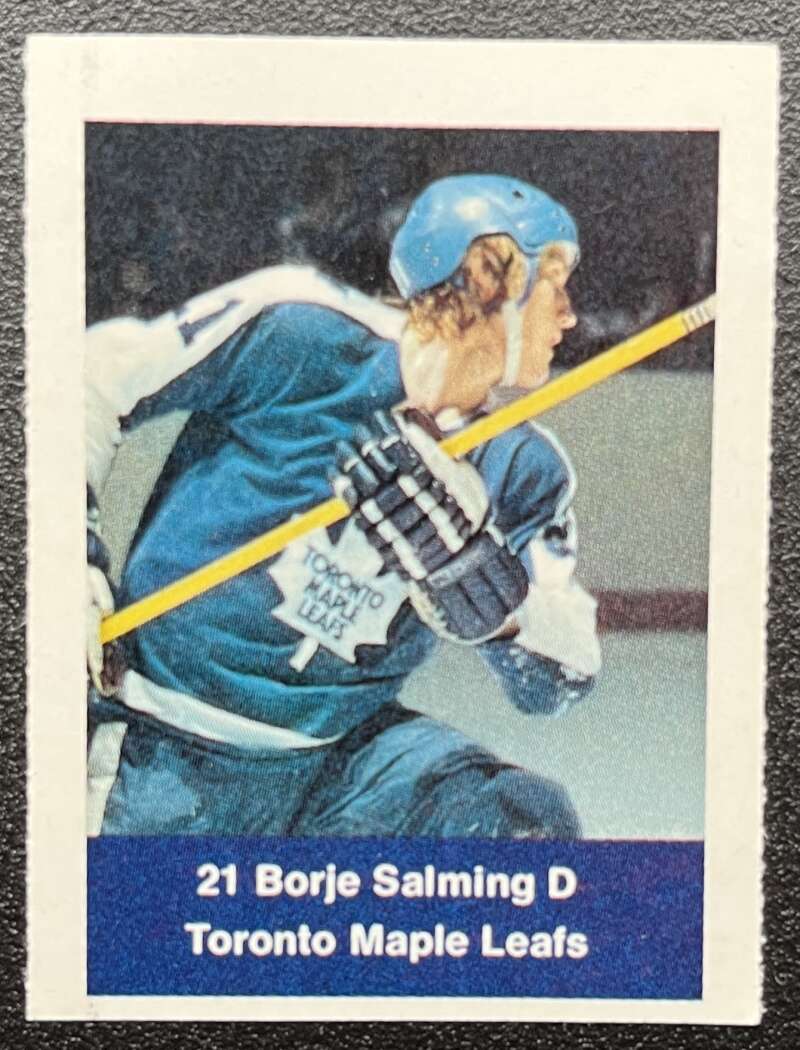 TORONTO
MAPLE
LEAFS
21 Borje Salming D
Toronto Maple Leafs